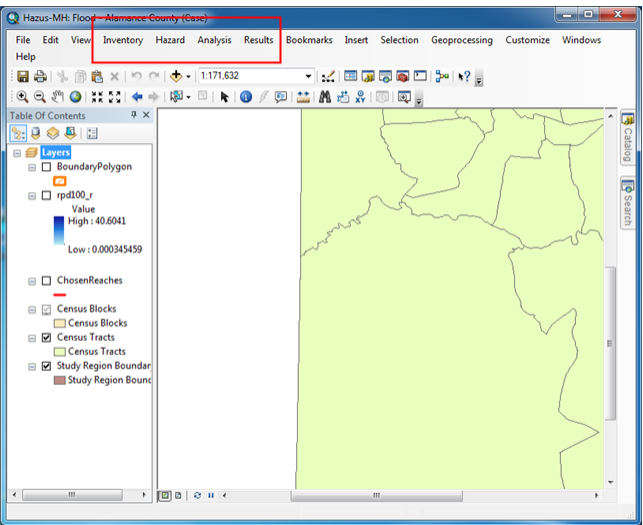 Hazus-MH: Flood - Alamance County (Case)
File Edit View Inventory Hazard Analysis Results Bookmarks Insert Selection Geoprocessing Customize Windows
Help
1:171,632
Table Of Contents
Layers
BoundaryPolygon
rpd100_r
Value
High : 40.6041
Low : 0.000345459
ChosenReaches
Census Blocks
Census Blocks
Census Tracts
Census Tracts
Study Region Boundar
Study Region Bound
Catalog
Search